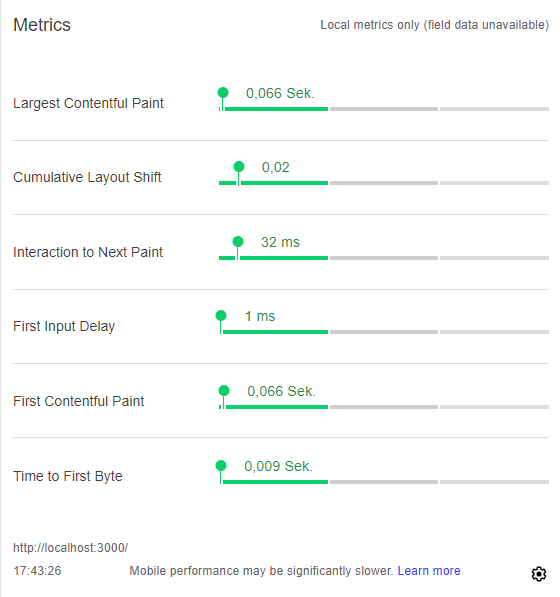 Metrics
Local metrics only (field data unavailable)
Largest Contentful Paint
0,066 Sek.
Cumulative Layout Shift
0,02
Interaction to Next Paint
32 ms
First Input Delay
1 ms
First Contentful Paint
0,066 Sek.
Time to First Byte
0,009 Sek.
http://localhost:3000/
17:43:26
Mobile performance may be significantly slower. Learn more